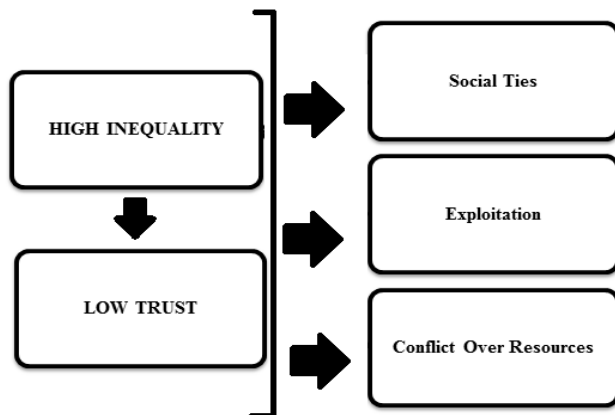 HIGH INEQUALITY
LOW TRUST
Social Ties
Exploitation
Conflict Over Resources